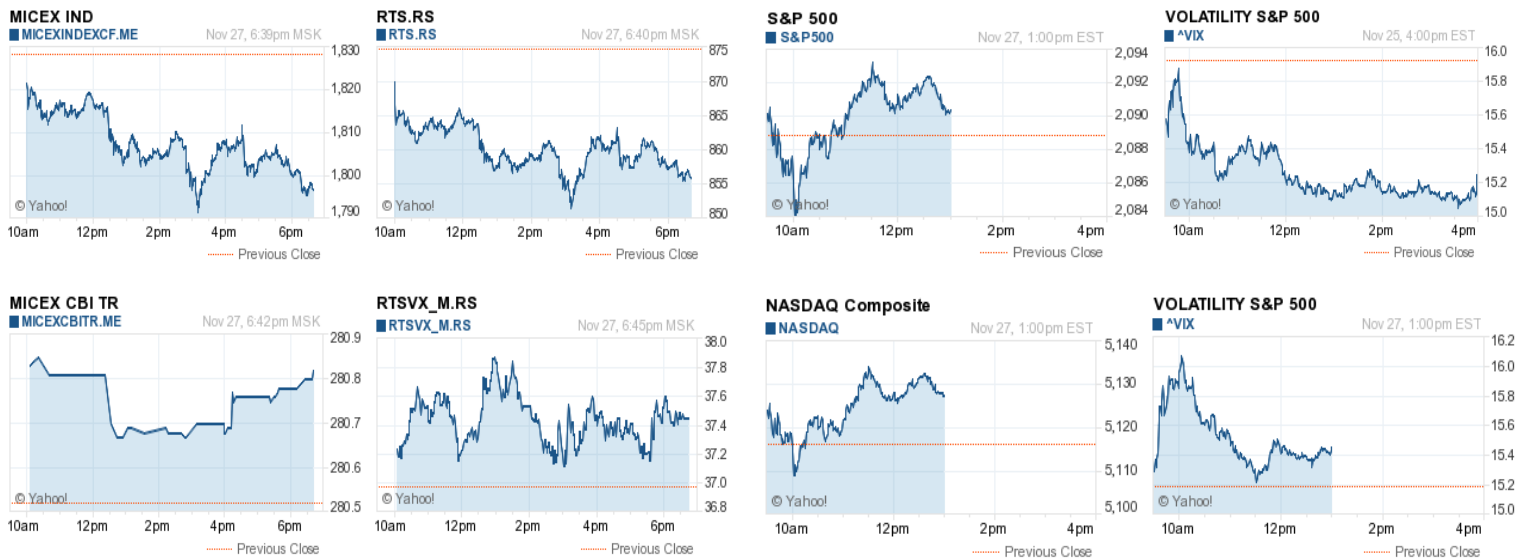 MICEX IND
MICEXINDEXCF.ME Nov 27, 6:39pm MSK
1,830
1,820
1,810
1,800
1,790
© Yahoo!
10am 12pm 2pm 4pm 6pm
Previous Close
RTS.RS
RTS.RS Nov 27, 6:40pm MSK
875
870
865
860
855
850
10am 12pm 2pm 4pm 6pm
Previous Close
S&P 500
S&P500 Nov 27, 1:00pm EST
2,094
2,092
2,090
2,088
2,086
2,084
© Yahoo!
10am 12pm 2pm 4pm
Previous Close
VOLATILITY S&P 500
^VIX Nov 25, 4:00pm EST
16.0
15.8
15.6
15.4
15.2
15.0
© Yahoo!
10am 12pm 2pm 4pm
Previous Close
MICEX CBI TR
MICEXCBITR.ME Nov 27, 6:42pm MSK
280.9
280.8
280.7
280.6
280.5
© Yahoo!
10am 12pm 2pm 4pm 6pm
Previous Close
RTSVX_M.RS
RTSVX_M.RS Nov 27, 6:45pm MSK
38.0
37.8
37.6
37.4
37.2
37.0
36.8
© Yahoo!
10am 12pm 2pm 4pm 6pm
Previous Close
NASDAQ Composite
NASDAQ Nov 27, 1:00pm EST
5,140
5,130
5,120
5,110
5,100
© Yahoo!
10am 12pm 2pm 4pm
Previous Close
VOLATILITY S&P 500
^VIX Nov 27, 1:00pm EST
16.2
16.0
15.8
15.6
15.4
15.2
15.0
© Yahoo!
10am 12pm 2pm 4pm
Previous Close